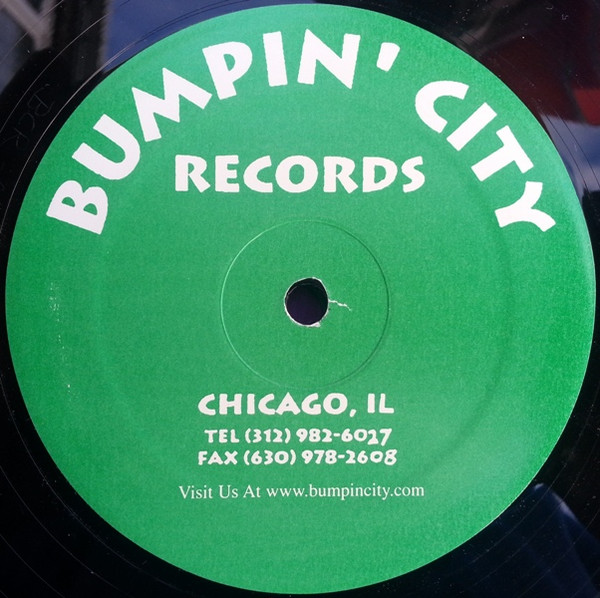 BUMPIN' CITY
RECORDS
CHICAGO, IL
TEL (312) 982-6027
FAX (630) 978-2608
Visit Us At www.bumpincity.com